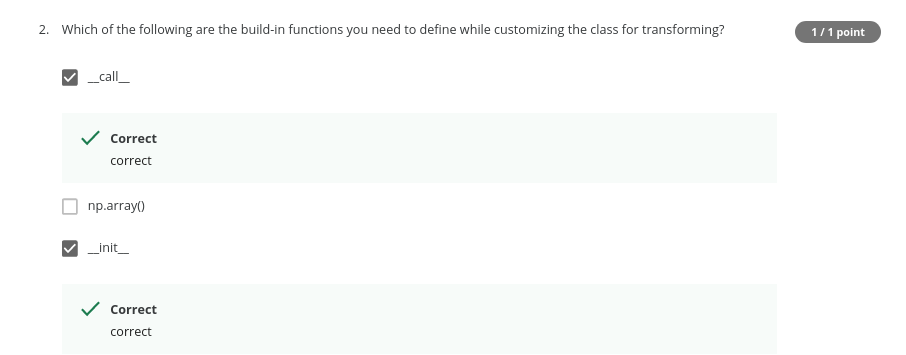 2. Which of the following are the build-in functions you need to define while customizing the class for transforming?
1 / 1 point
__call__
Correct
correct
np.array()
__init__
Correct
correct